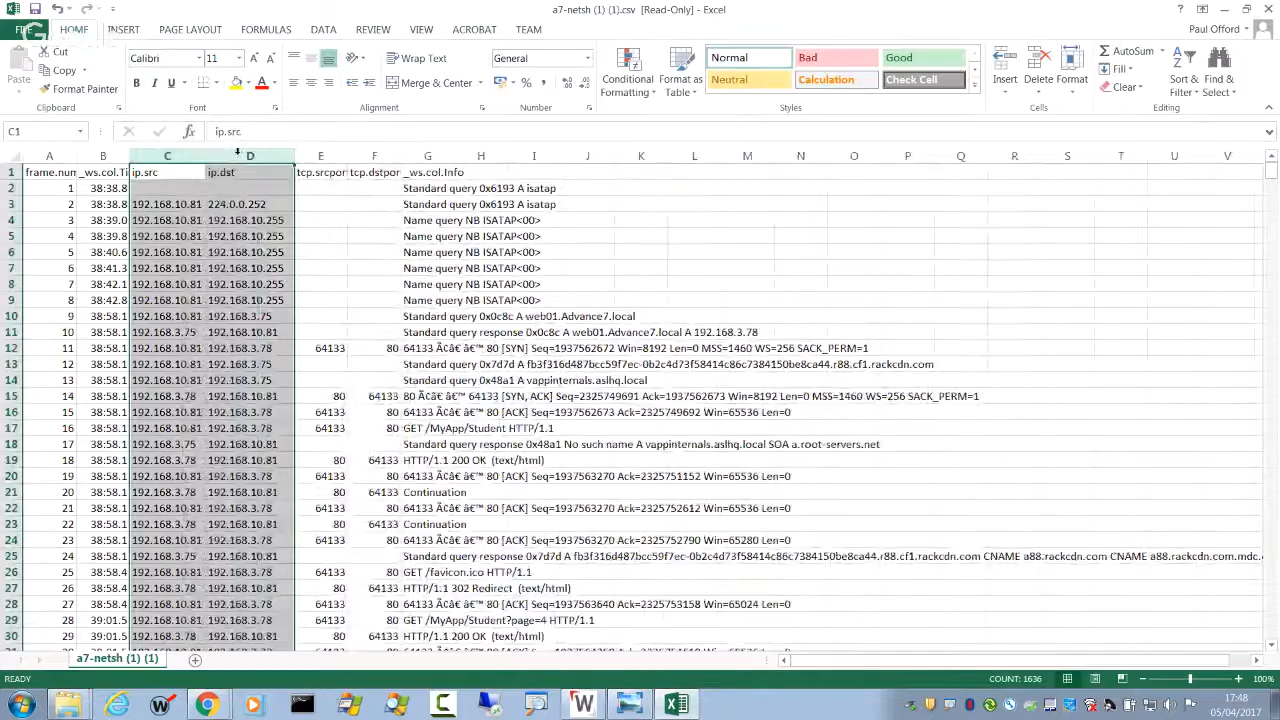 a7-netsh (1) (1).csv [Read-Only] - Excel
FILE HOME INSERT PAGE LAYOUT FORMULAS DATA REVIEW VIEW ACROBAT TEAM Paul Offord
Paste Cut Copy Format Painter Clipboard
Calibri 11 B I U A Font
Wrap Text Merge & Center Alignment
General % , Number
Conditional Formatting Format as Table Normal Bad Good Neutral Calculation Check Cell Styles
Insert Delete Format Cells
AutoSum Fill Clear Sort & Filter Find & Select Editing
C1 fx ip.src
A B C D E F G H I J K L M N O P Q R S T U V
1 frame.num _ws.col.Ti ip.src ip.dst tcp.srcpor tcp.dstpor _ws.col.Info
2 1 38:38.8 Standard query 0x6193 A isatap
3 2 38:38.8 192.168.10.81 224.0.0.252 Standard query 0x6193 A isatap
4 3 38:39.0 192.168.10.81 192.168.10.255 Name query NB ISATAP<00>
5 4 38:39.8 192.168.10.81 192.168.10.255 Name query NB ISATAP<00>
6 5 38:40.6 192.168.10.81 192.168.10.255 Name query NB ISATAP<00>
7 6 38:41.3 192.168.10.81 192.168.10.255 Name query NB ISATAP<00>
8 7 38:42.1 192.168.10.81 192.168.10.255 Name query NB ISATAP<00>
9 8 38:42.8 192.168.10.81 192.168.10.255 Name query NB ISATAP<00>
10 9 38:58.1 192.168.10.81 192.168.3.75 Standard query 0x0c8c A web01.Advance7.local
11 10 38:58.1 192.168.3.75 192.168.10.81 Standard query response 0x0c8c A web01.Advance7.local A 192.168.3.78
12 11 38:58.1 192.168.10.81 192.168.3.78 64133 80 64133 Ã¢â€ â€™ 80 [SYN] Seq=1937562672 Win=8192 Len=0 MSS=1460 WS=256 SACK_PERM=1
13 12 38:58.1 192.168.10.81 192.168.3.75 Standard query 0x7d7d A fb3f316d487bcc59f7ec-0b2c4d73f58414c86c7384150be8ca44.r88.cf1.rackcdn.com
14 13 38:58.1 192.168.10.81 192.168.3.75 Standard query 0x48a1 A vappinternals.aslhq.local
15 14 38:58.1 192.168.3.78 192.168.10.81 80 64133 80 Ã¢â€ â€™ 64133 [SYN, ACK] Seq=2325749691 Ack=1937562673 Win=8192 Len=0 MSS=1460 WS=256 SACK_PERM=1
16 15 38:58.1 192.168.10.81 192.168.3.78 64133 80 64133 Ã¢â€ â€™ 80 [ACK] Seq=1937562673 Ack=2325749692 Win=65536 Len=0
17 16 38:58.1 192.168.10.81 192.168.3.78 64133 80 GET /MyApp/Student HTTP/1.1
18 17 38:58.1 192.168.3.75 192.168.10.81 Standard query response 0x48a1 No such name A vappinternals.aslhq.local SOA a.root-servers.net
19 18 38:58.1 192.168.3.78 192.168.10.81 80 64133 HTTP/1.1 200 OK (text/html)
20 19 38:58.1 192.168.10.81 192.168.3.78 64133 80 64133 Ã¢â€ â€™ 80 [ACK] Seq=1937563270 Ack=2325751152 Win=65536 Len=0
21 20 38:58.1 192.168.3.78 192.168.10.81 80 64133 Continuation
22 21 38:58.1 192.168.10.81 192.168.3.78 64133 80 64133 Ã¢â€ â€™ 80 [ACK] Seq=1937563270 Ack=2325752612 Win=65536 Len=0
23 22 38:58.1 192.168.3.78 192.168.10.81 80 64133 Continuation
24 23 38:58.1 192.168.10.81 192.168.3.78 64133 80 64133 Ã¢â€ â€™ 80 [ACK] Seq=1937563270 Ack=2325752790 Win=65280 Len=0
25 24 38:58.1 192.168.3.75 192.168.10.81 Standard query response 0x7d7d A fb3f316d487bcc59f7ec-0b2c4d73f58414c86c7384150be8ca44.r88.cf1.rackcdn.com CNAME a88.rackcdn.com CNAME a88.rackcdn.com.mdc.
26 25 38:58.4 192.168.10.81 192.168.3.78 64133 80 GET /favicon.ico HTTP/1.1
27 26 38:58.4 192.168.3.78 192.168.10.81 80 64133 HTTP/1.1 302 Redirect (text/html)
28 27 38:58.4 192.168.10.81 192.168.3.78 64133 80 64133 Ã¢â€ â€™ 80 [ACK] Seq=1937563640 Ack=2325753158 Win=65024 Len=0
29 28 39:01.5 192.168.10.81 192.168.3.78 64133 80 GET /MyApp/Student?page=4 HTTP/1.1
30 29 39:01.5 192.168.3.78 192.168.10.81 80 64133 HTTP/1.1 200 OK (text/html)
a7-netsh (1) (1)
READY COUNT: 1636 100%
17:48
05/04/2017